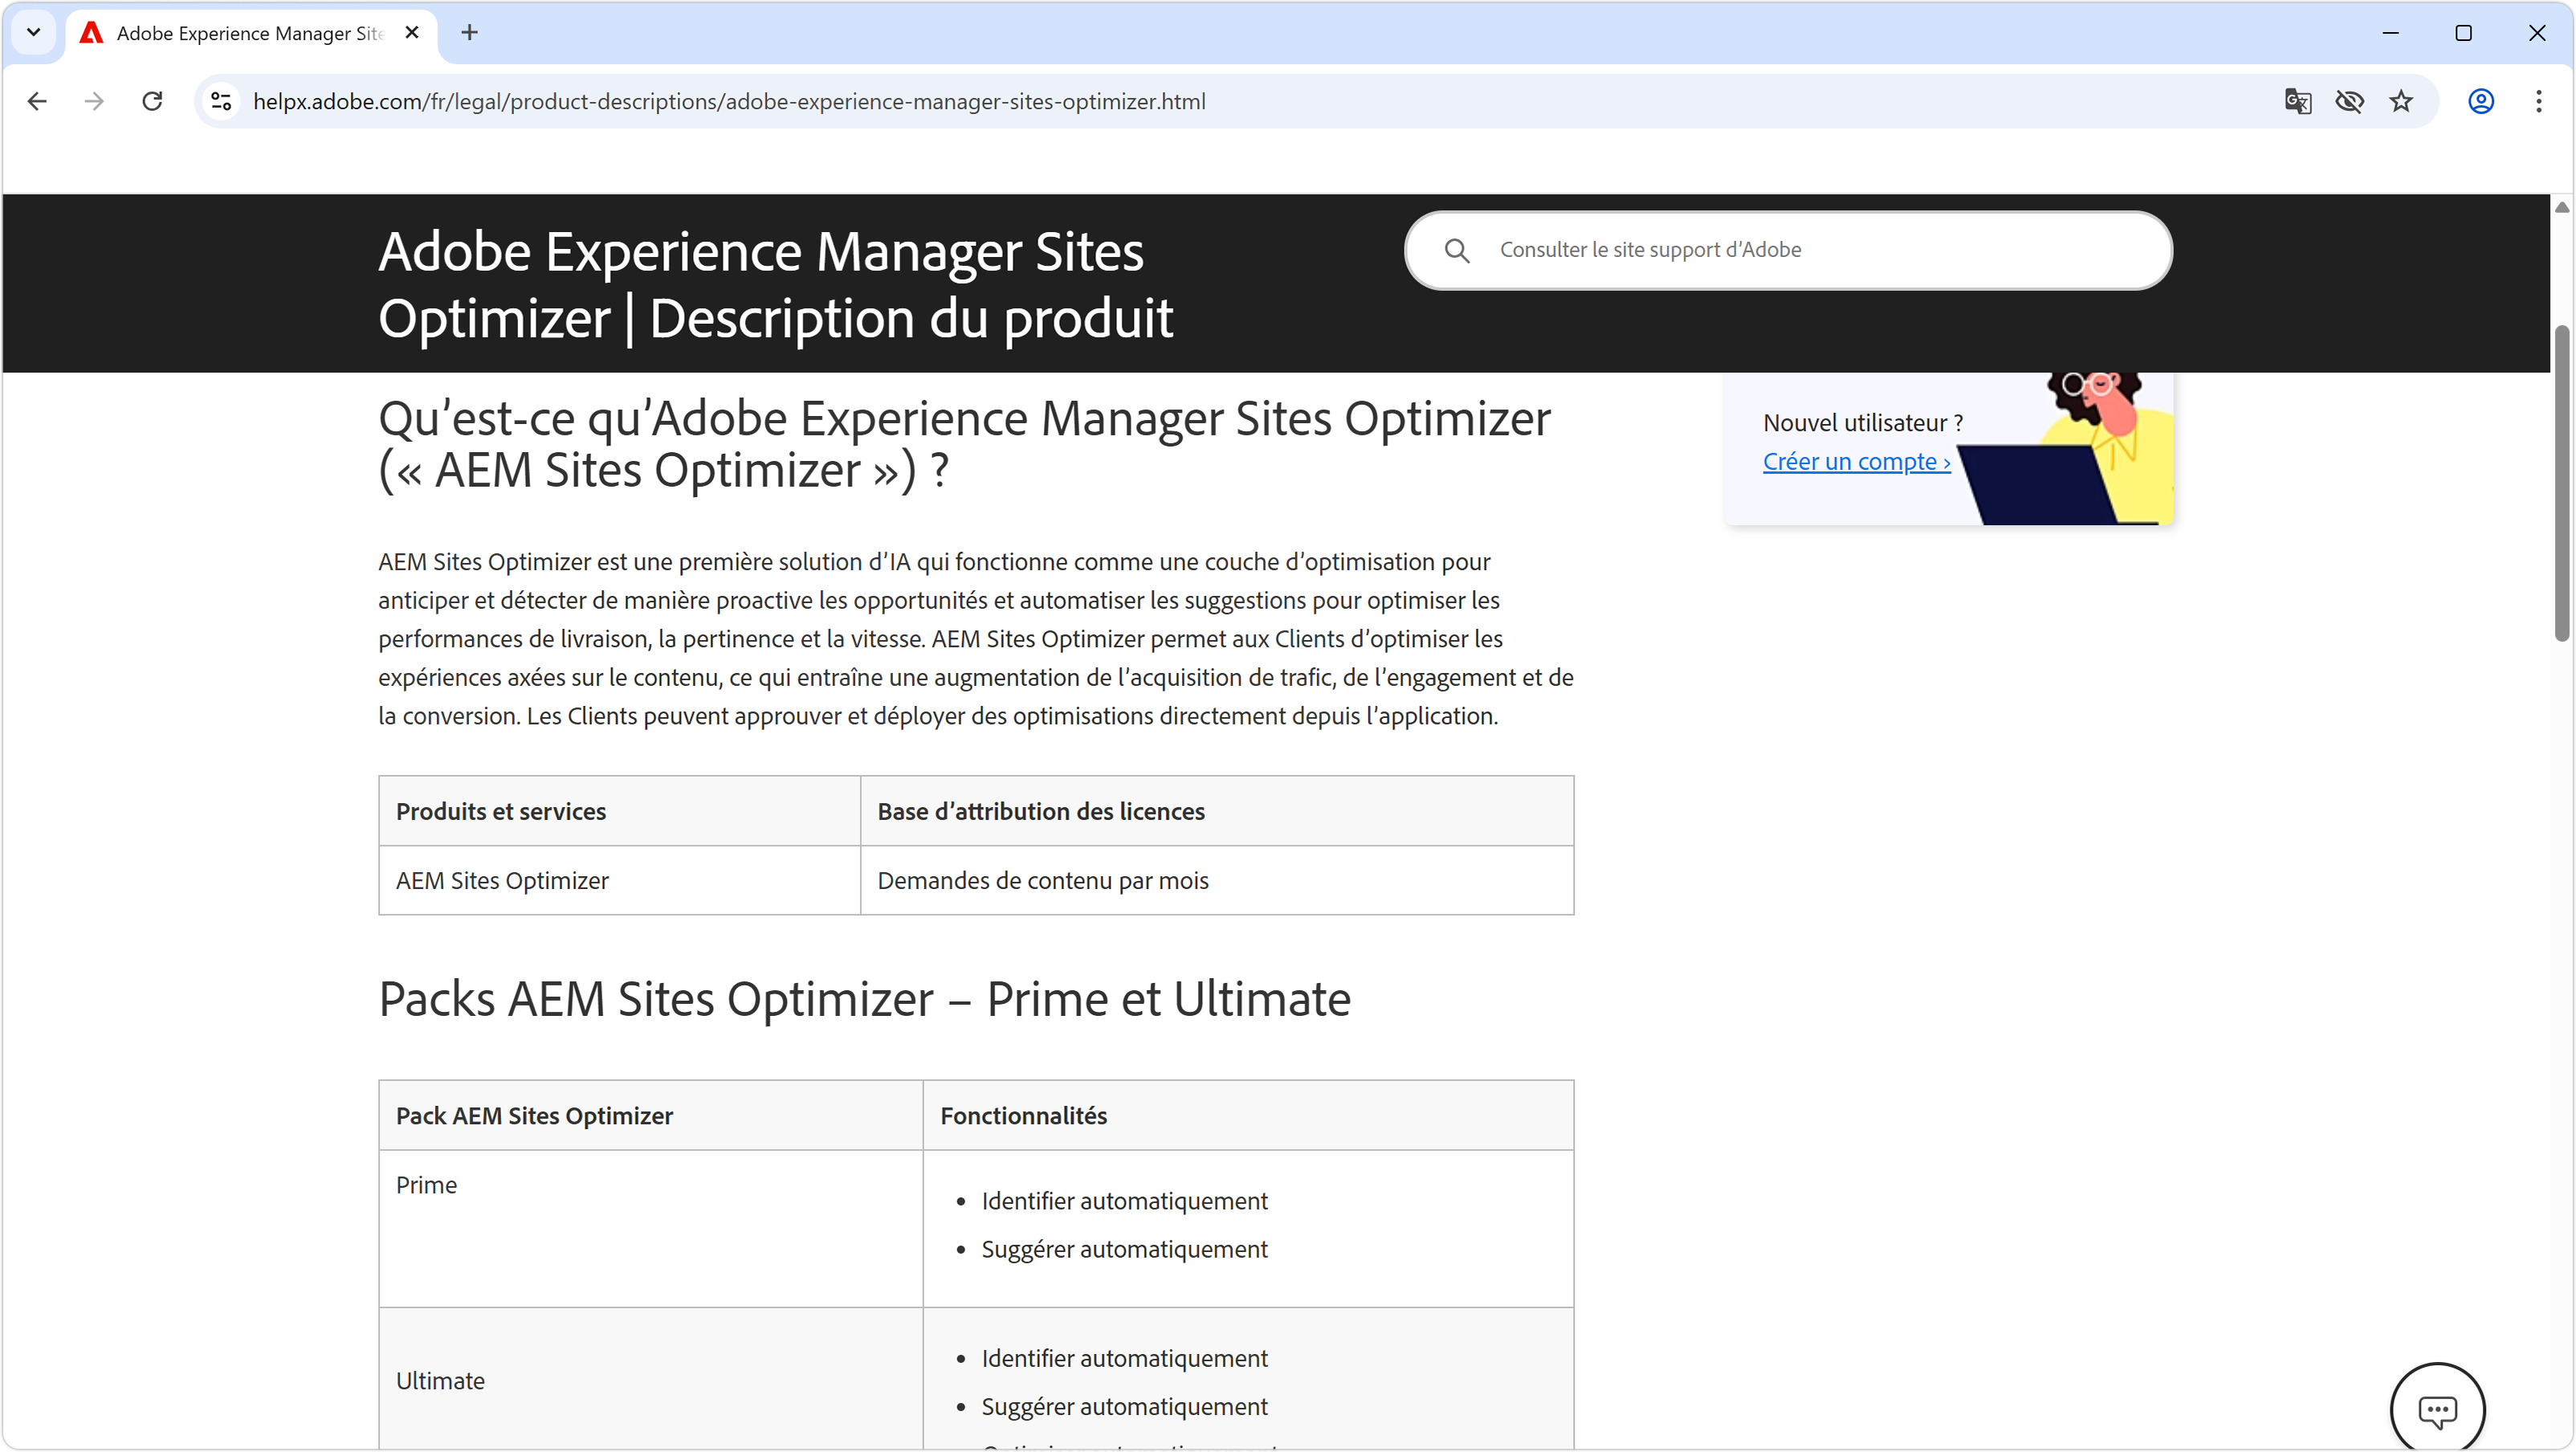 Adobe Experience Manager Site
helpx.adobe.com/fr/legal/product-descriptions/adobe-experience-manager-sites-optimizer.html
Adobe Experience Manager Sites
Optimizer | Description du produit
Consulter le site support d’Adobe
Qu’est-ce qu’Adobe Experience Manager Sites Optimizer
(« AEM Sites Optimizer ») ?
Nouvel utilisateur ?
Créer un compte ›
AEM Sites Optimizer est une première solution d’IA qui fonctionne comme une couche d’optimisation pour
anticiper et détecter de manière proactive les opportunités et automatiser les suggestions pour optimiser les
performances de livraison, la pertinence et la vitesse. AEM Sites Optimizer permet aux Clients d’optimiser les
expériences axées sur le contenu, ce qui entraîne une augmentation de l’acquisition de trafic, de l’engagement et de
la conversion. Les Clients peuvent approuver et déployer des optimisations directement depuis l’application.
Produits et services
Base d’attribution des licences
AEM Sites Optimizer
Demandes de contenu par mois
Packs AEM Sites Optimizer – Prime et Ultimate
Pack AEM Sites Optimizer
Fonctionnalités
Prime
• Identifier automatiquement
• Suggérer automatiquement
Ultimate
• Identifier automatiquement
• Suggérer automatiquement